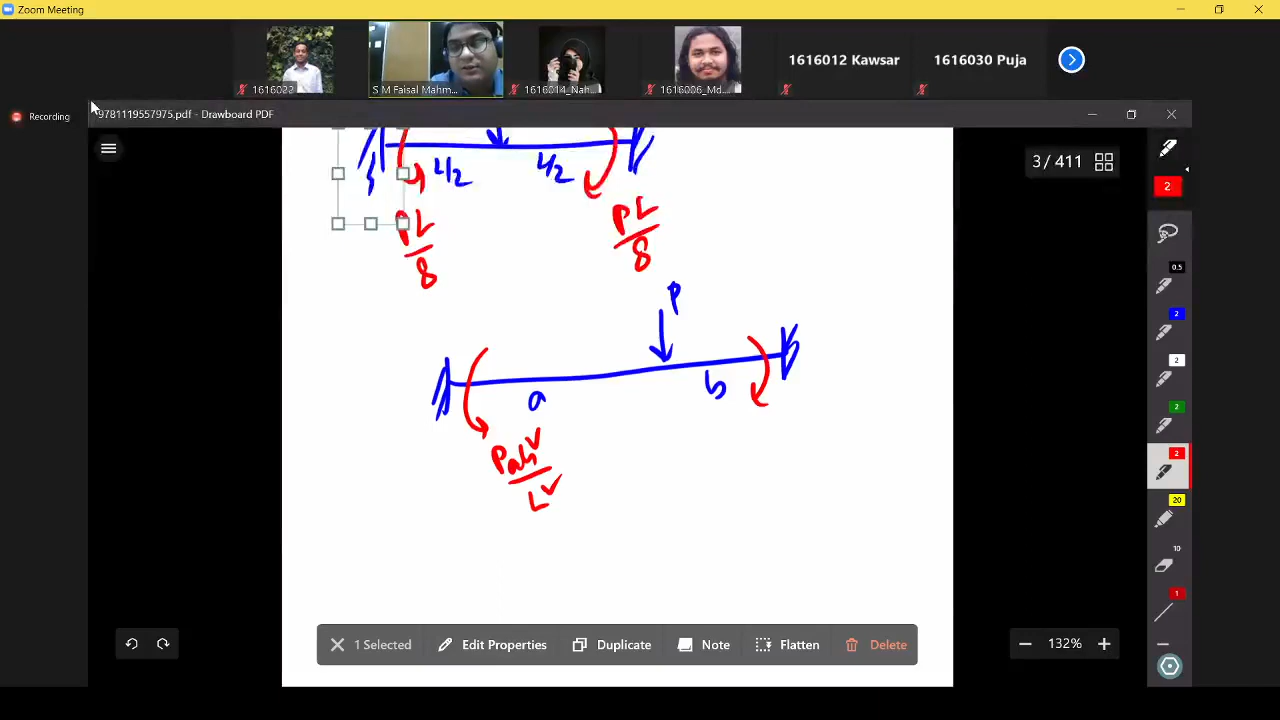 Zoom Meeting
1616022
S M Faisal Mahm...
1616014_Nah...
1616006_Md...
1616012 Kawsar
1616030 Puja
Recording
9781119557975.pdf - Drawboard PDF
3 / 411
2
0.5
2
2
2
2
20
10
1
L/2 L/2
PL
8
PL
8
P
a b
Pab²
L²
1 Selected Edit Properties Duplicate Note Flatten Delete
132%